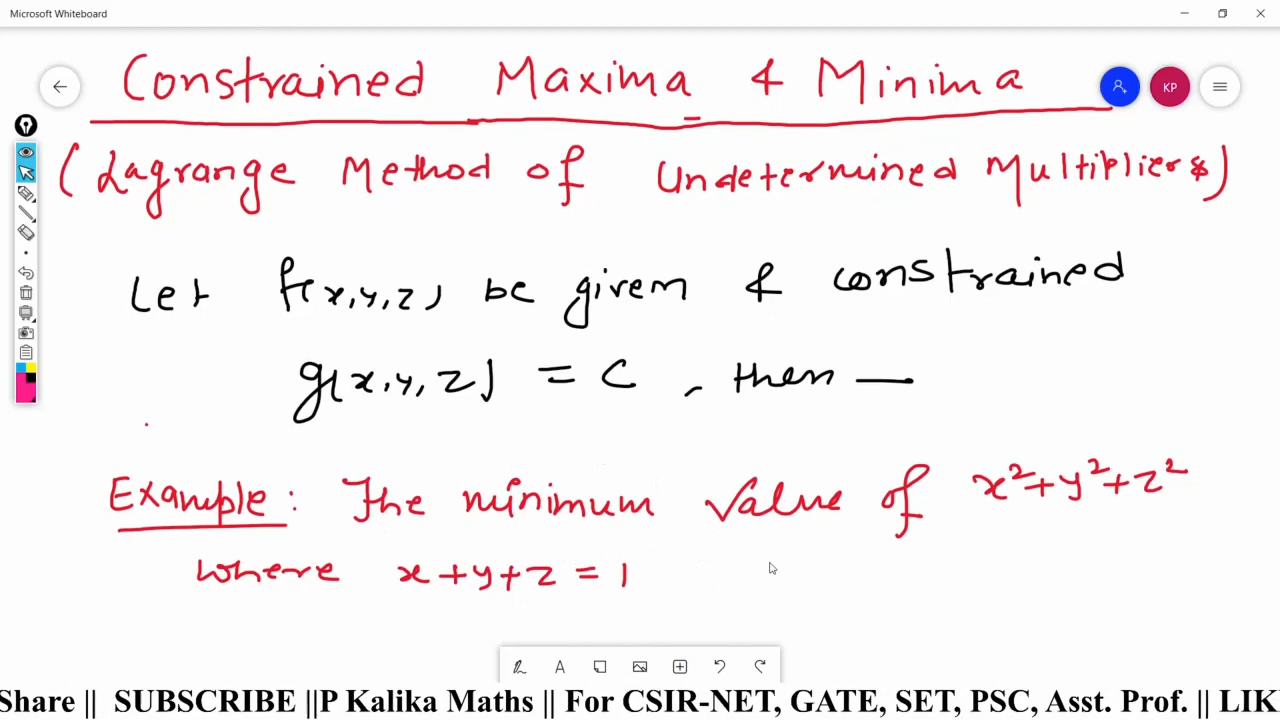 Microsoft Whiteboard
Constrained Maxima & Minima
KP
(Lagrange Method of Undetermined Multipliers)
Let f(x,y,z) be given & constrained
g(x,y,z) = C , then —
Example: The minimum value of x²+y²+z²
where x+y+z = 1
A
Share || SUBSCRIBE ||P Kalika Maths || For CSIR-NET, GATE, SET, PSC, Asst. Prof. || LIK